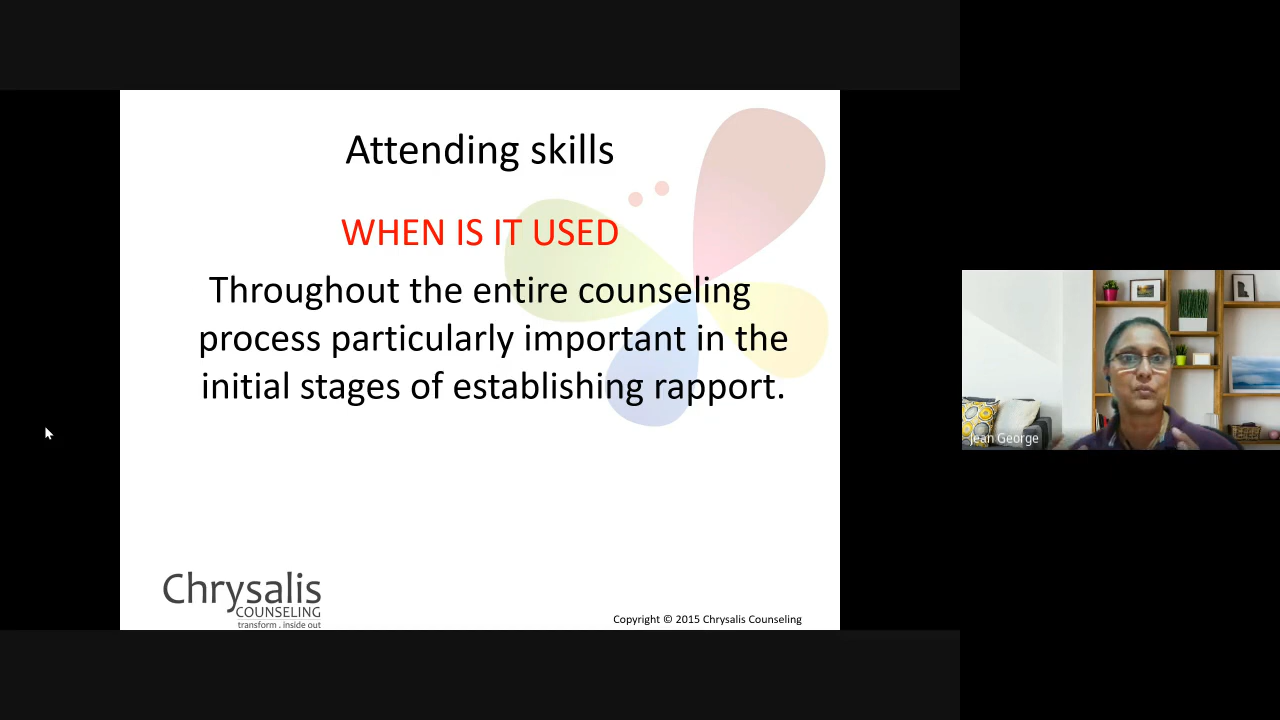 Attending skills
WHEN IS IT USED
Throughout the entire counseling
process particularly important in the
initial stages of establishing rapport.
Jean George
Chrysalis
COUNSELING
transform . inside out
Copyright © 2015 Chrysalis Counseling